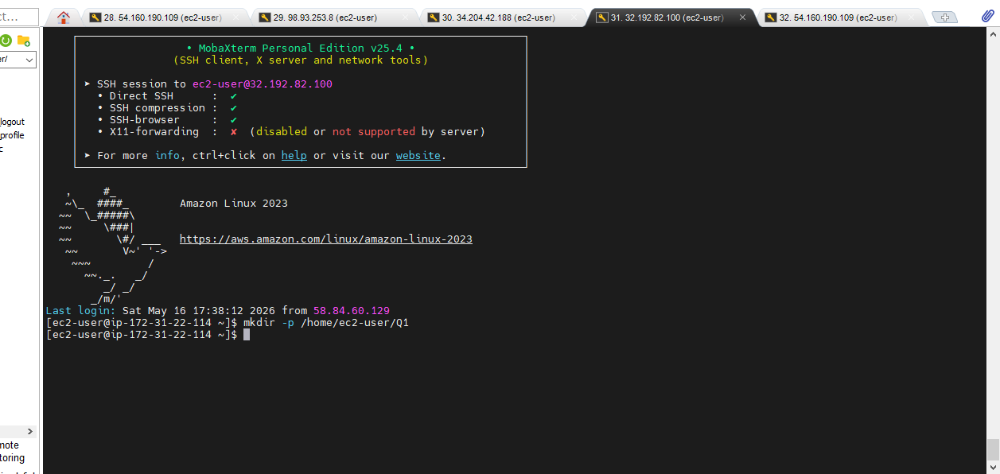 ct...
28. 54.160.190.109 (ec2-user)
29. 98.93.253.8 (ec2-user)
30. 34.204.42.188 (ec2-user)
31. 32.192.82.100 (ec2-user)
32. 54.160.190.109 (ec2-user)
er/
logout
profile
c
mote
toring
• MobaXterm Personal Edition v25.4 •
(SSH client, X server and network tools)
➤ SSH session to ec2-user@32.192.82.100
• Direct SSH : ✔
• SSH compression : ✔
• SSH-browser : ✔
• X11-forwarding : ✘ (disabled or not supported by server)
➤ For more info, ctrl+click on help or visit our website.
, #_
~\_ ####_ Amazon Linux 2023
~~ \_#####\
~~ \###|
~~ \#/ ___ https://aws.amazon.com/linux/amazon-linux-2023
~~ V~' '->
~~~ /
~~._. _/
_/ _/
_/m/'
Last login: Sat May 16 17:38:12 2026 from 58.84.60.129
[ec2-user@ip-172-31-22-114 ~]$ mkdir -p /home/ec2-user/Q1
[ec2-user@ip-172-31-22-114 ~]$